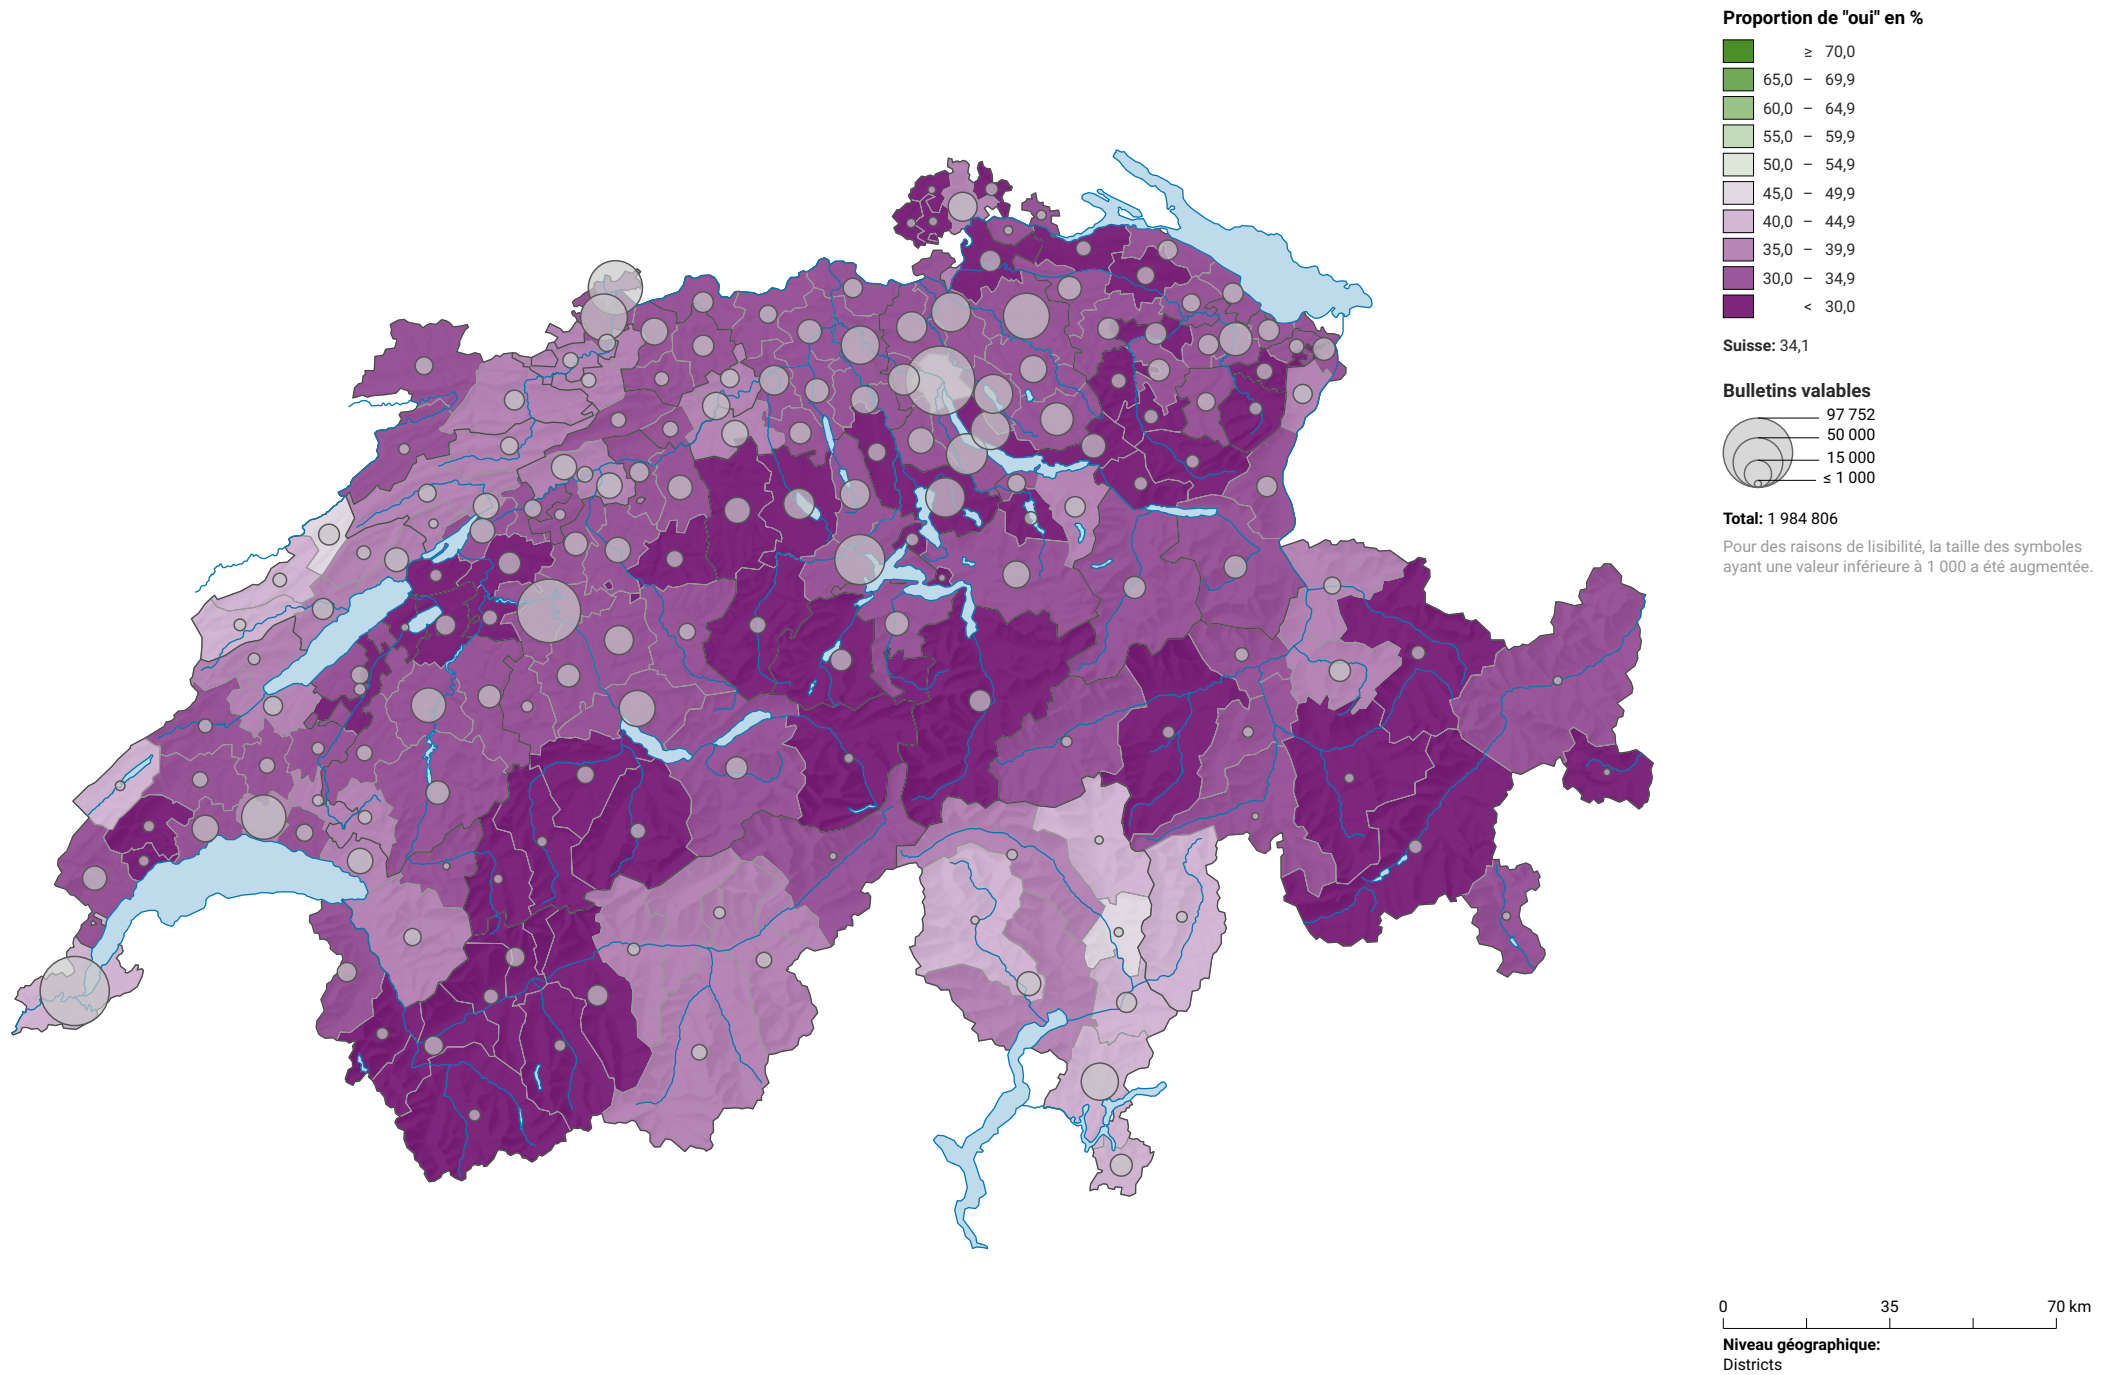 Proportion de "oui" en %
≥ 70,0
65,0 – 69,9
60,0 – 64,9
55,0 – 59,9
50,0 – 54,9
45,0 – 49,9
40,0 – 44,9
35,0 – 39,9
30,0 – 34,9
< 30,0
Suisse: 34,1
Bulletins valables
97 752
50 000
15 000
≤ 1 000
Total: 1 984 806
Pour des raisons de lisibilité, la taille des symboles
ayant une valeur inférieure à 1 000 a été augmentée.
0 35 70 km
Niveau géographique:
Districts